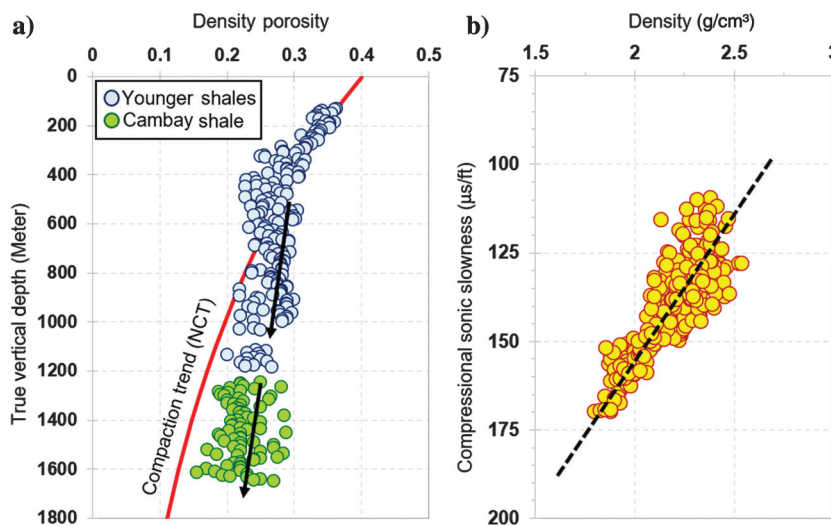 a)
Density porosity
0 0.1 0.2 0.3 0.4 0.5
0
200
400
600
800
1000
1200
1400
1600
1800
True vertical depth (Meter)
Younger shales
Cambay shale
Compaction trend (NCT)
b)
Density (g/cm³)
1.5 2 2.5 3
75
100
125
150
175
200
Compressional sonic slowness (µs/ft)